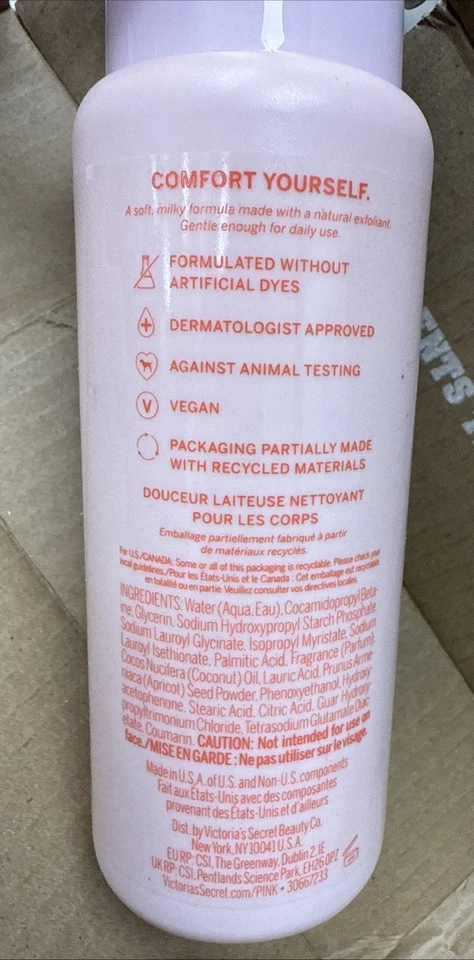 COMFORT YOURSELF.
A soft, milky formula made with a natural exfoliant.
Gentle enough for daily use.
FORMULATED WITHOUT
ARTIFICIAL DYES
DERMATOLOGIST APPROVED
AGAINST ANIMAL TESTING
V
VEGAN
PACKAGING PARTIALLY MADE
WITH RECYCLED MATERIALS
DOUCEUR LAITEUSE NETTOYANT
POUR LES CORPS
Emballage partiellement fabriqué à partir
de matériaux recyclés.
For U.S./CANADA: Some or all of this packaging is recyclable. Please check your
local guidelines./Pour les États-Unis et le Canada : Cet emballage est recyclable
en totalité ou en partie. Veuillez consulter vos directives locales.
INGREDIENTS: Water (Aqua, Eau), Cocamidopropyl Beta-
ine, Glycerin, Sodium Hydroxypropyl Starch Phosphate,
Sodium Lauroyl Glycinate, Isopropyl Myristate, Sodium
Lauroyl Isethionate, Palmitic Acid, Fragrance (Parfum),
Cocos Nucifera (Coconut) Oil, Lauric Acid, Prunus Arme-
niaca (Apricot) Seed Powder, Phenoxyethanol, Hydroxy-
acetophenone, Stearic Acid, Citric Acid, Guar Hydroxy-
propyltrimonium Chloride, Tetrasodium Glutamate Diac-
etate, Coumarin. CAUTION: Not intended for use on
face./MISE EN GARDE : Ne pas utiliser sur le visage.
Made in U.S.A. of U.S. and Non-U.S. components
Fait aux États-Unis avec des composantes
provenant des États-Unis et d'ailleurs
Dist. by Victoria's Secret Beauty Co.
New York, NY 10041 U.S.A.
EU RP: CSI, The Greenway, Dublin 2, IE
UK RP: CSI, Pentlands Science Park, EH26 0PZ
VictoriasSecret.com/PINK • 30667233
ENTS